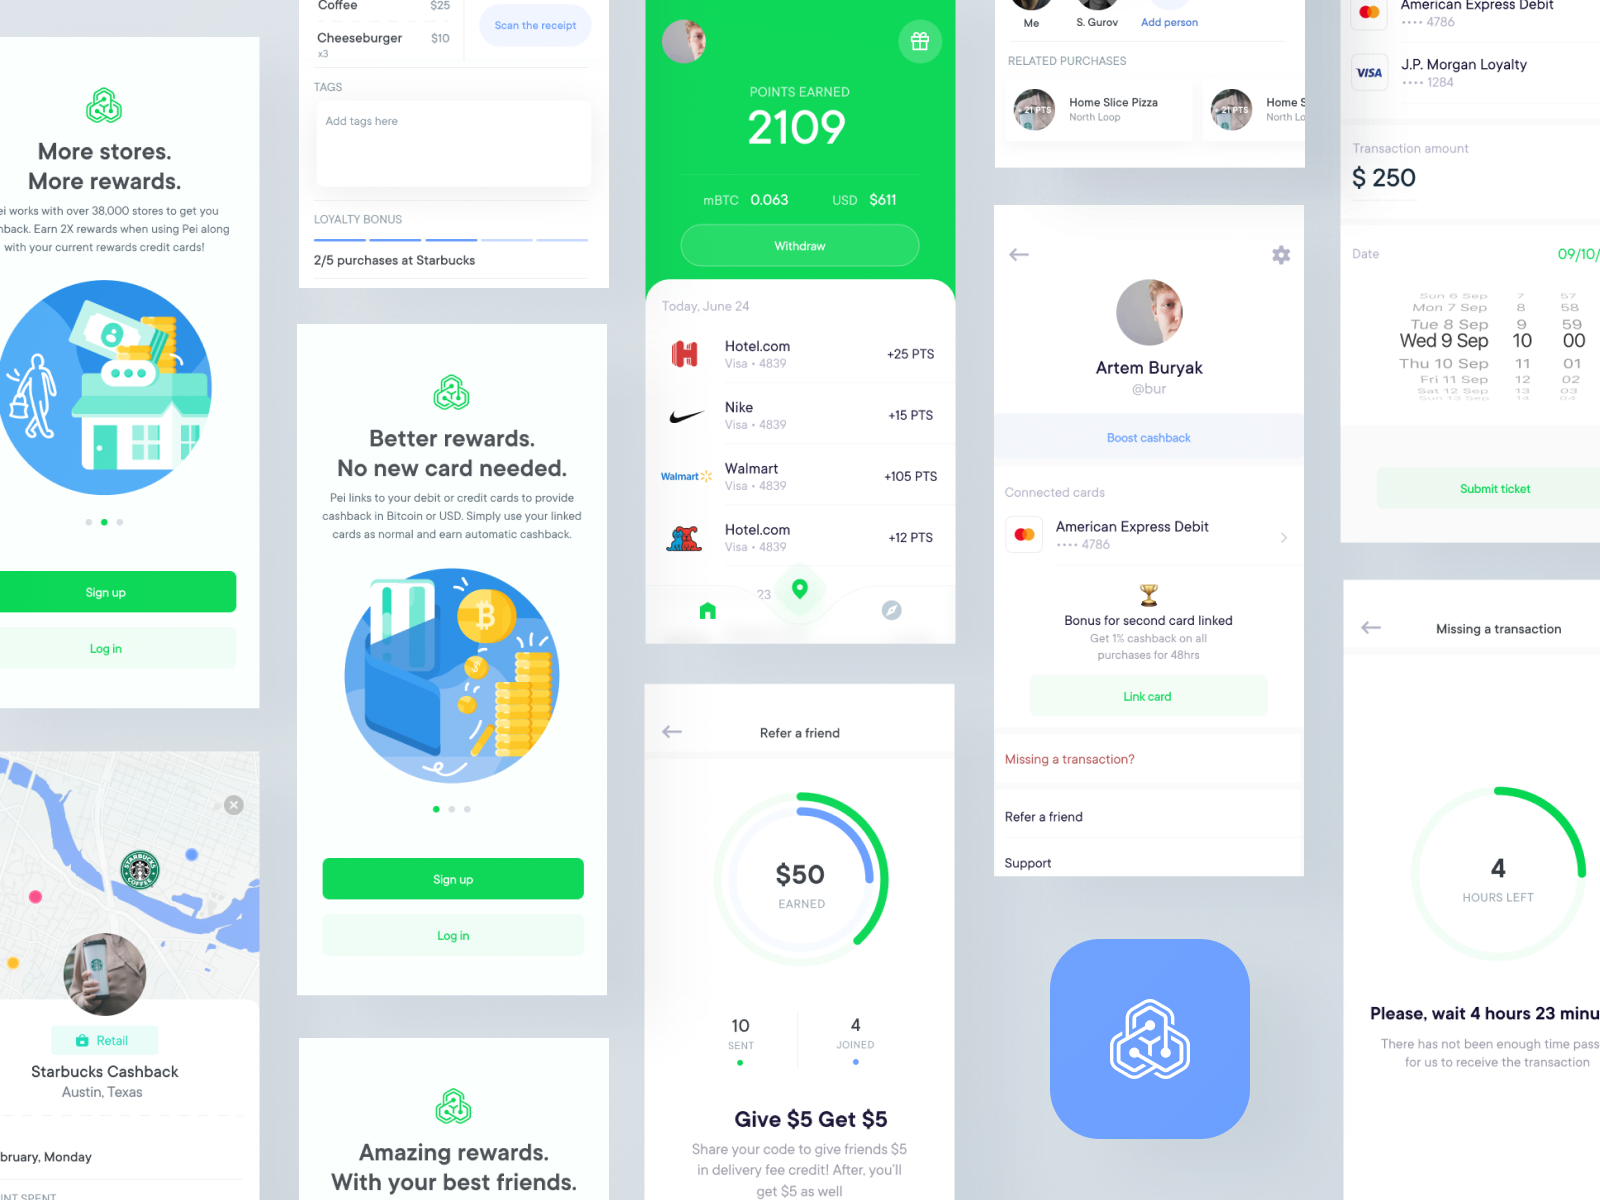 More stores.
More rewards.
ei works with over 38,000 stores to get you
hback. Earn 2X rewards when using Pei along
with your current rewards credit cards!
Sign up
Log in
STARBUCKS
COFFEE
Retail
Starbucks Cashback
Austin, Texas
bruary, Monday
INT SPENT
Coffee
$25
Cheeseburger
$10
x3
Scan the receipt
TAGS
Add tags here
LOYALTY BONUS
2/5 purchases at Starbucks
Better rewards.
No new card needed.
Pei links to your debit or credit cards to provide
cashback in Bitcoin or USD. Simply use your linked
cards as normal and earn automatic cashback.
Sign up
Log in
Amazing rewards.
With your best friends.
POINTS EARNED
2109
mBTC 0.063
USD $611
Withdraw
Today, June 24
Hotel.com
Visa • 4839
+25 PTS
Nike
Visa • 4839
+15 PTS
Walmart
Walmart
Visa • 4839
+105 PTS
Hotel.com
Visa • 4839
+12 PTS
23
Refer a friend
$50
EARNED
10
SENT
4
JOINED
Give $5 Get $5
Share your code to give friends $5
in delivery fee credit! After, you'll
get $5 as well
Me
S. Gurov
Add person
RELATED PURCHASES
+ 21 PTS
Home Slice Pizza
North Loop
+ 21 PTS
Home S
North Lo
Artem Buryak
@bur
Boost cashback
Connected cards
American Express Debit
•••• 4786
Bonus for second card linked
Get 1% cashback on all
purchases for 48hrs
Link card
Missing a transaction?
Refer a friend
Support
American Express Debit
•••• 4786
VISA
J.P. Morgan Loyalty
•••• 1284
Transaction amount
$ 250
Date
09/10/
Sun 6 Sep 7 57
Mon 7 Sep 8 58
Tue 8 Sep 9 59
Wed 9 Sep 10 00
Thu 10 Sep 11 01
Fri 11 Sep 12 02
Sat 12 Sep 13 03
Sun 13 Sep 14 04
Submit ticket
Missing a transaction
4
HOURS LEFT
Please, wait 4 hours 23 minu
There has not been enough time pass
for us to receive the transaction